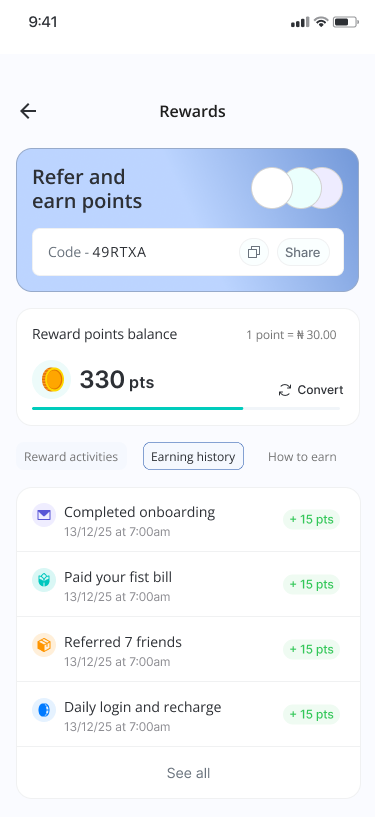 9:41
Rewards
Refer and
earn points
Code - 49RTXA
Share
Reward points balance
1 point = ₦ 30.00
330 pts
Convert
Reward activities
Earning history
How to earn
Completed onboarding
13/12/25 at 7:00am
+ 15 pts
Paid your fist bill
13/12/25 at 7:00am
+ 15 pts
Referred 7 friends
13/12/25 at 7:00am
+ 15 pts
Daily login and recharge
13/12/25 at 7:00am
+ 15 pts
See all